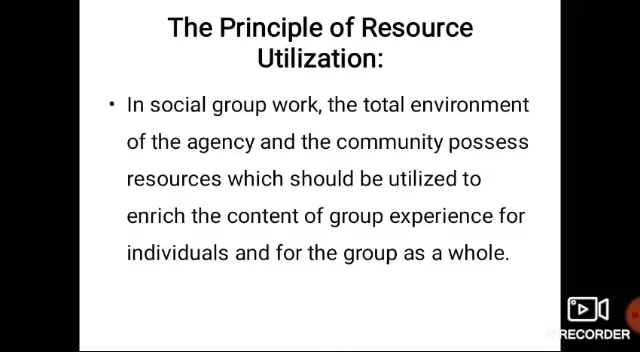 The Principle of Resource
Utilization:
• In social group work, the total environment
of the agency and the community possess
resources which should be utilized to
enrich the content of group experience for
individuals and for the group as a whole.
RECORDER